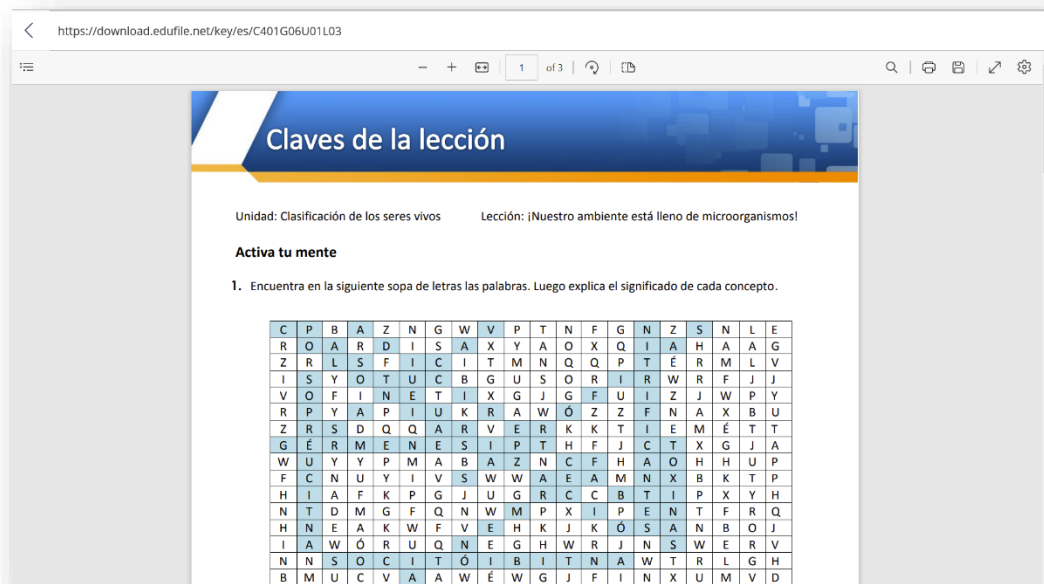 https://download.edufile.net/key/es/C401G06U01L03
1 of 3
Claves de la lección
Unidad: Clasificación de los seres vivos Lección: ¡Nuestro ambiente está lleno de microorganismos!
Activa tu mente
1. Encuentra en la siguiente sopa de letras las palabras. Luego explica el significado de cada concepto.
C P B A Z N G W V P T N F G N Z S N L E
R O A R D I S A X Y A O X Q I A H A A G
Z R L S F I C I T M N Q Q P T É R M L V
I S Y O T U C B G U S O R I R W R F J J
V O F I N E T I X G J G F U I Z J W P Y
R P Y A P I U K R A W Ó Z Z F N A X B U
Z R S D Q Q A R V E R K K T I E M É T T
G É R M E N E S I P T H F J C T X G J A
W U Y Y P M A B A Z N C F H A O H H U P
F C N U Y I V S W W A E A M N X B K T P
H I A F K P G J U G R C C B T I P X Y H
N T D M G F Q N W M P X I P E N T F R Q
H N E A K W F V E H K J K Ó S A N B O J
I A W Ó R U Q N E G H W R J N S W E R V
N N S O C I T Ó I B I T N A W T R L G H
B M U C V A A W É W G J F I N X U M V D